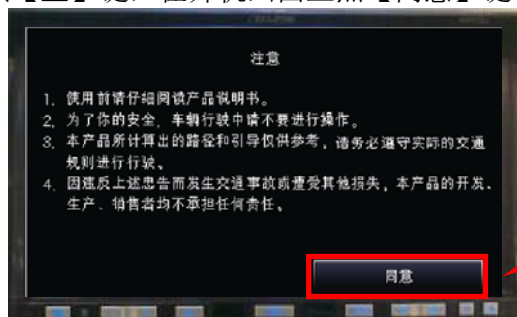 注意
1. 使用前请仔细阅读产品说明书。
2. 为了你的安全, 车辆行驶中请不要进行操作。
3. 本产品所计算出的路径和引导仅供参考, 请务必遵守实际的交通
规则进行行驶、
4. 因违反上述忠告而发生交通事故或遭受其他损失, 本产品的开发、
生产、销售者均不承担任何责任、
同意